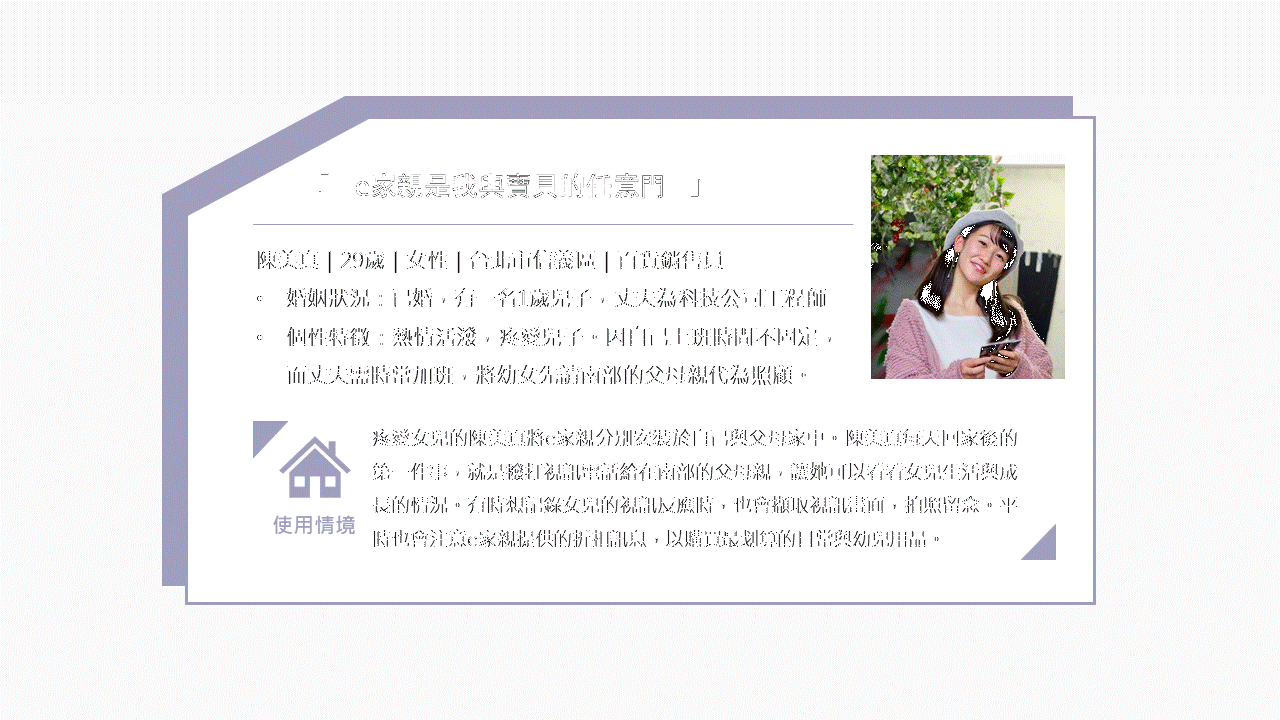 「 e家親是我與寶貝的任意門 」
陳美真 | 29歲 | 女性 | 台北市信義區 | 百貨銷售員
• 婚姻狀況：已婚，有一名1歲兒子，丈夫為科技公司工程師
• 個性特徵：熱情活潑，疼愛兒子。因自己上班時間不固定，
而丈夫需時常加班，將幼女先請南部的父母親代為照顧。
疼愛女兒的陳美真將e家親分別安裝於自己與父母家中。陳美真每天回家後的
第一件事，就是撥打視訊電話給在南部的父母親，讓她可以看看女兒生活與成
長的情況。有時想記錄女兒的視訊反應時，也會擷取視訊畫面，拍照留念。平
時也會注意e家親提供的折扣訊息，以購買最划算的日常與幼兒用品。
使用情境